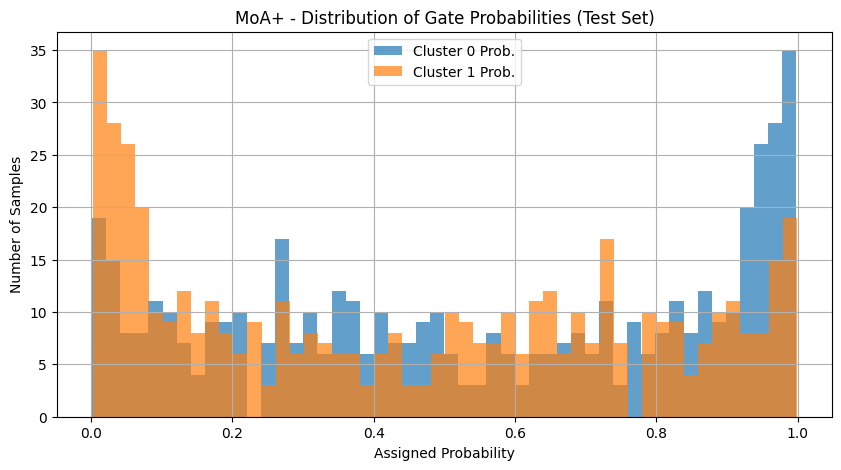 MoA+ - Distribution of Gate Probabilities (Test Set)
Cluster 0 Prob.
Cluster 1 Prob.
Number of Samples
35
30
25
20
15
10
5
0
0.0 0.2 0.4 0.6 0.8 1.0
Assigned Probability